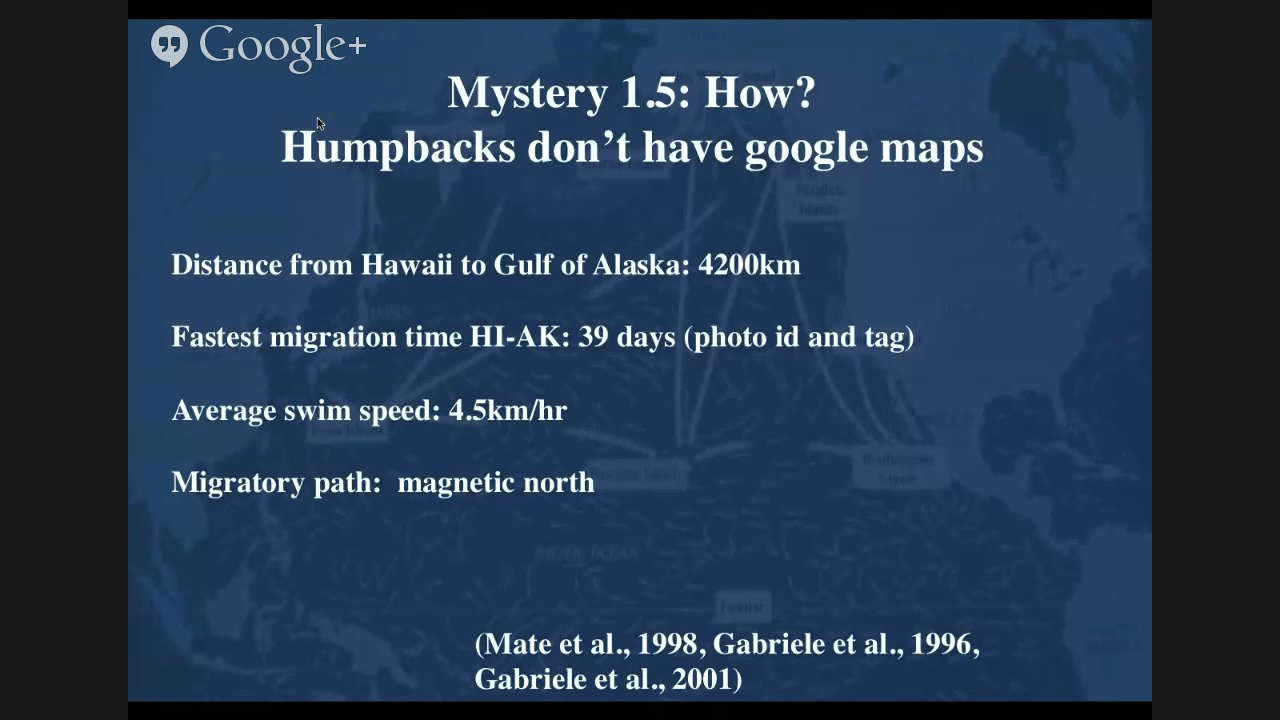 Google+
Mystery 1.5: How?
Humpbacks don’t have google maps
Distance from Hawaii to Gulf of Alaska: 4200km
Fastest migration time HI-AK: 39 days (photo id and tag)
Average swim speed: 4.5km/hr
Migratory path:  magnetic north
PACIFIC OCEAN
(Mate et al., 1998, Gabriele et al., 1996,
Gabriele et al., 2001)